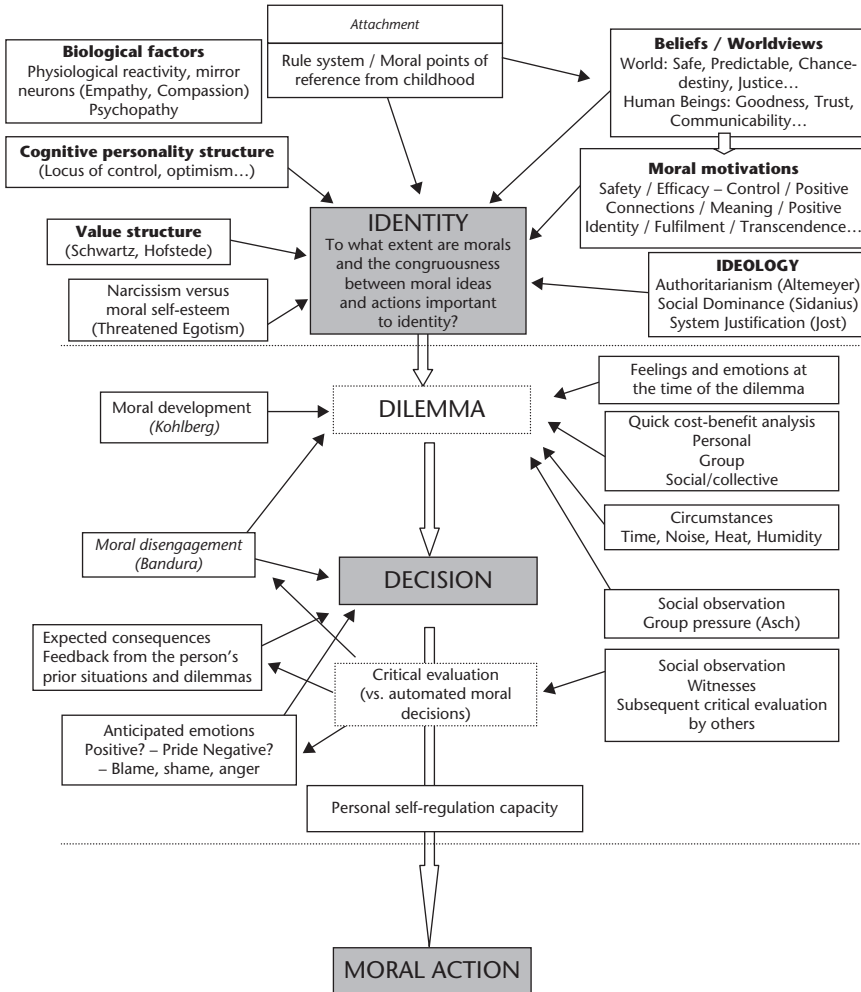 Biological factors
Physiological reactivity, mirror
neurons (Empathy, Compassion)
Psychopathy
Attachment
Rule system / Moral points of
reference from childhood
Beliefs / Worldviews
World: Safe, Predictable, Chance-
destiny, Justice...
Human Beings: Goodness, Trust,
Communicability...
Cognitive personality structure
(Locus of control, optimism...)
Moral motivations
Safety / Efficacy – Control / Positive
Connections / Meaning / Positive
Identity / Fulfilment / Transcendence...
Value structure
(Schwartz, Hofstede)
IDENTITY
To what extent are morals
and the congruousness
between moral ideas
and actions important
to identity?
IDEOLOGY
Authoritarianism (Altemeyer)
Social Dominance (Sidanius)
System Justification (Jost)
Narcissism versus
moral self-esteem
(Threatened Egotism)
Feelings and emotions at
the time of the dilemma
Moral development
(Kohlberg)
DILEMMA
Quick cost-benefit analysis
Personal
Group
Social/collective
Circumstances
Time, Noise, Heat, Humidity
Moral disengagement
(Bandura)
DECISION
Social observation
Group pressure (Asch)
Expected consequences
Feedback from the person's
prior situations and dilemmas
Critical evaluation
(vs. automated moral
decisions)
Social observation
Witnesses
Subsequent critical evaluation
by others
Anticipated emotions
Positive? – Pride Negative?
– Blame, shame, anger
Personal self-regulation capacity
MORAL ACTION